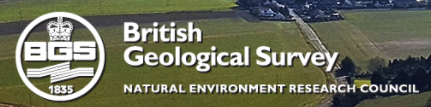 BGS
1835
British
Geological Survey
NATURAL ENVIRONMENT RESEARCH COUNCIL